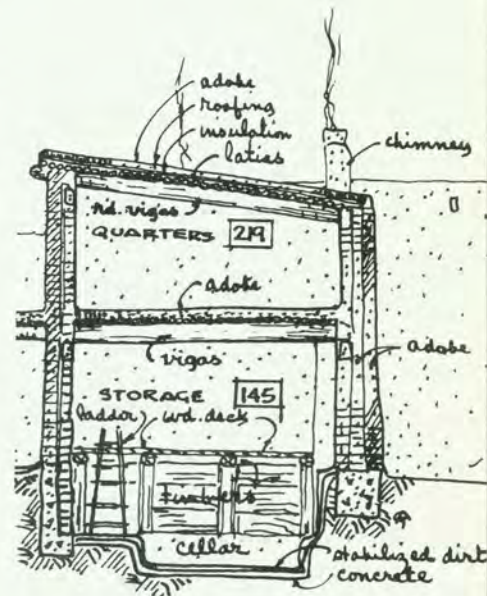 adobe
roofing
insulation
chimney
latias
Rd. vigas
QUARTERS 219
adobe
vigas
adobe
STORAGE 145
ladder wd. deck
timbers
cellar
stabilized dirt
concrete